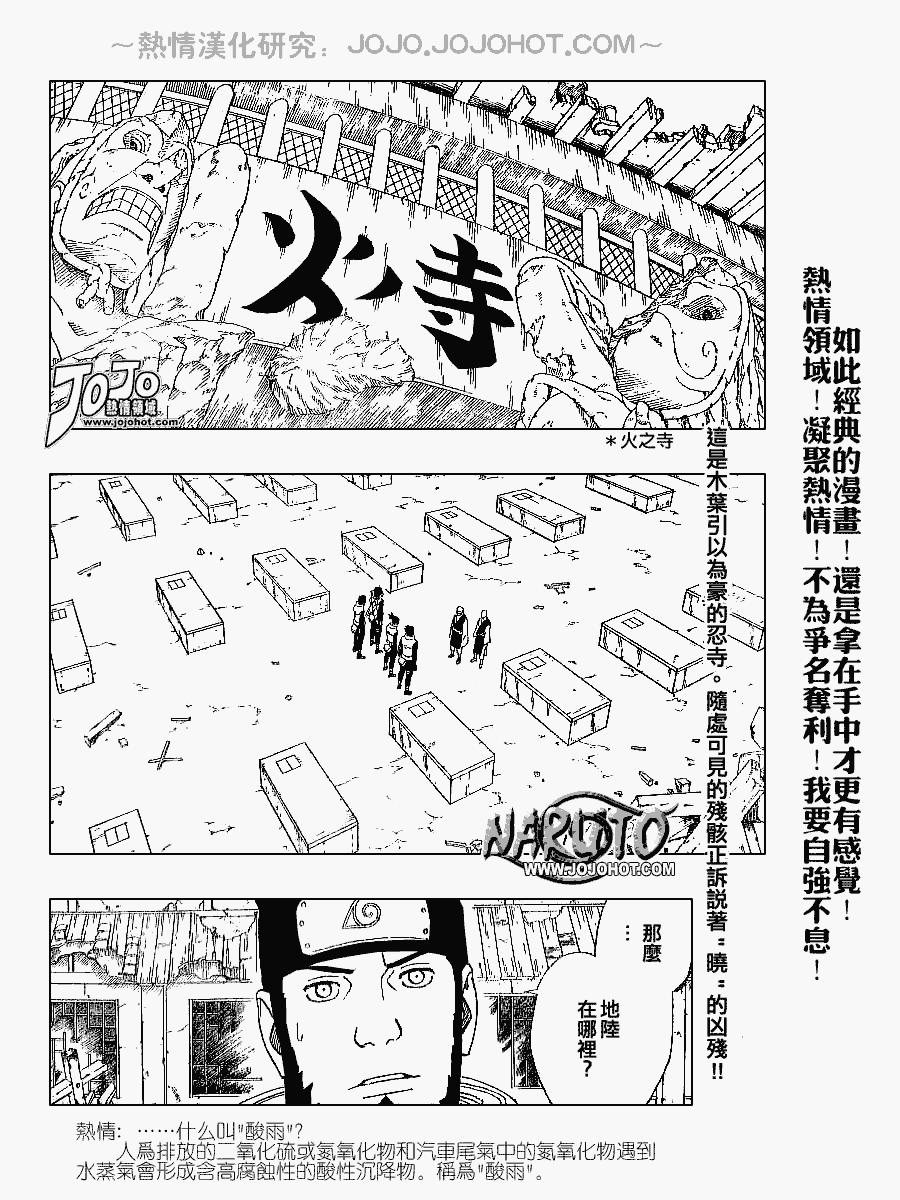 ～熱情漢化研究：JOJO.JOJOHOT.COM～
火寺
JOJO
熱情領域
www.jojohot.com
＊火之寺
如此經典的漫畫！還是拿在手中才更有感覺！
熱情領域！凝聚熱情！不為爭名奪利！我要自強不息！
這是木葉引以為豪的忍寺。隨處可見的殘骸正訴説著"曉"的凶殘!!
NARUTO
WWW.JOJOHOT.COM
那麼
…
地陸
在哪裡？
熱情：……什么叫"酸雨"？
人爲排放的二氧化硫或氮氧化物和汽車尾氣中的氮氧化物遇到
水蒸氣會形成含高腐蝕性的酸性沉降物。稱爲"酸雨"。